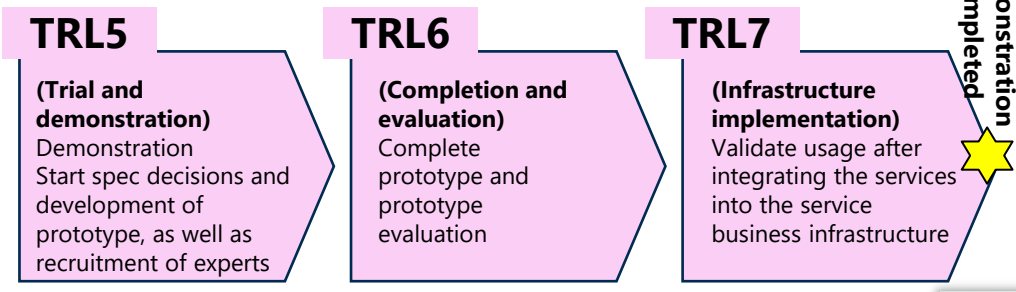 TRL5
(Trial and
demonstration)
Demonstration
Start spec decisions and
development of
prototype, as well as
recruitment of experts
TRL6
(Completion and
evaluation)
Complete
prototype and
prototype
evaluation
TRL7
(Infrastructure
implementation)
Validate usage after
integrating the services
into the service
business infrastructure
onstration
mpleted